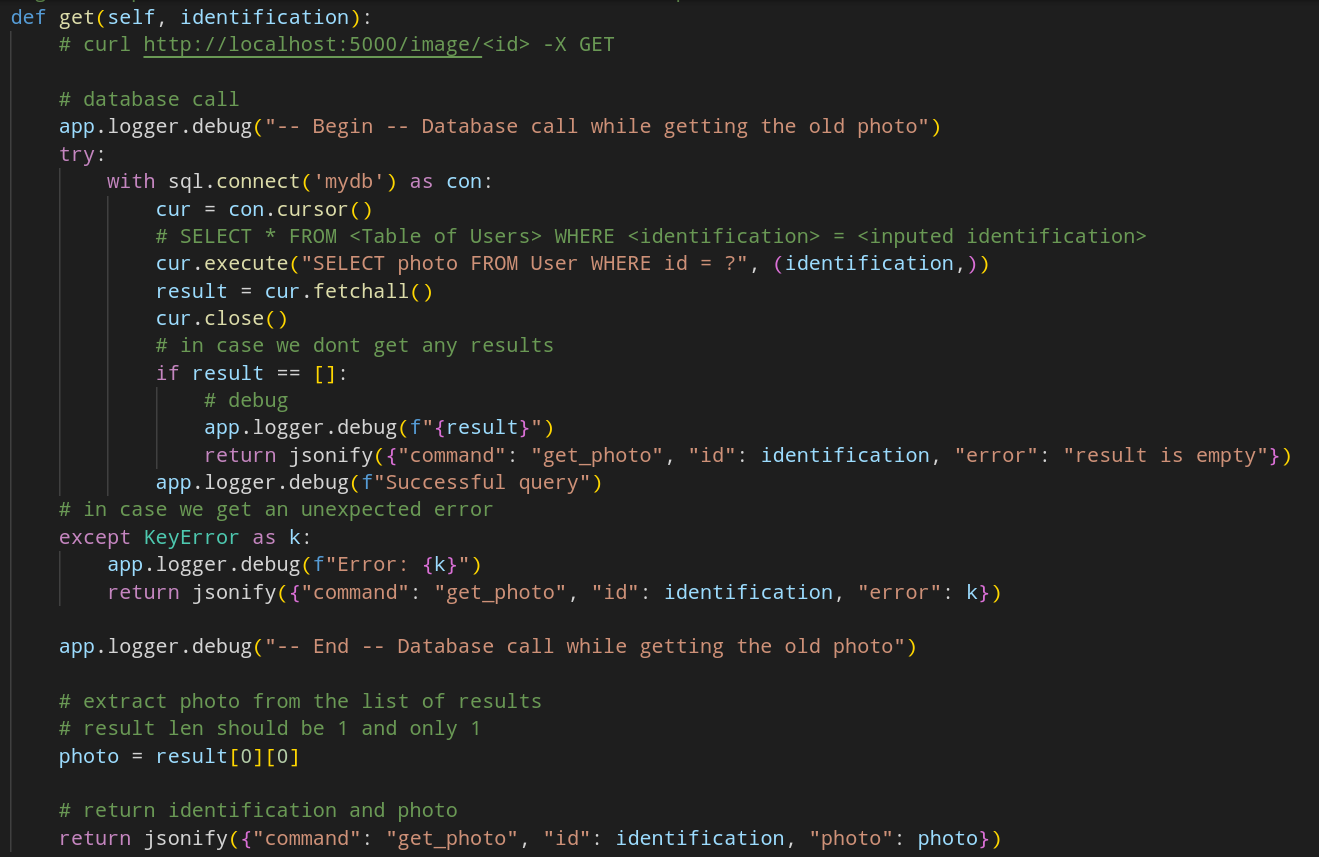 def get(self, identification):
    # curl http://localhost:5000/image/<id> -X GET

    # database call
    app.logger.debug("-- Begin -- Database call while getting the old photo")
    try:
        with sql.connect('mydb') as con:
            cur = con.cursor()
            # SELECT * FROM <Table of Users> WHERE <identification> = <inputed identification>
            cur.execute("SELECT photo FROM User WHERE id = ?", (identification,))
            result = cur.fetchall()
            cur.close()
            # in case we dont get any results
            if result == []:
                # debug
                app.logger.debug(f"{result}")
                return jsonify({"command": "get_photo", "id": identification, "error": "result is empty"})
            app.logger.debug(f"Successful query")
    # in case we get an unexpected error
    except KeyError as k:
        app.logger.debug(f"Error: {k}")
        return jsonify({"command": "get_photo", "id": identification, "error": k})

    app.logger.debug("-- End -- Database call while getting the old photo")

    # extract photo from the list of results
    # result len should be 1 and only 1
    photo = result[0][0]

    # return identification and photo
    return jsonify({"command": "get_photo", "id": identification, "photo": photo})